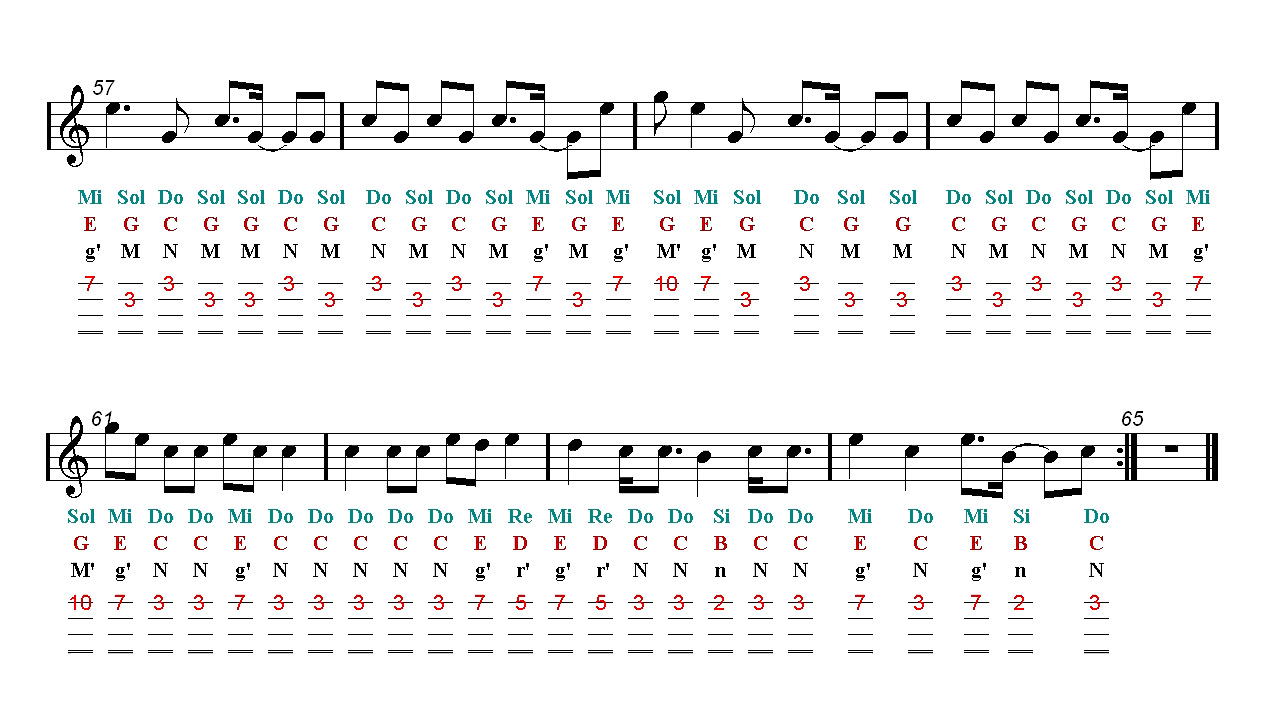 57
Mi Sol Do Sol Sol Do Sol Do Sol Do Sol Mi Sol Mi Sol Mi Sol Do Sol Sol Do Sol Do Sol Do Sol Mi
E G C G G C G C G C G E G E G E G C G G C G C G C G E
g' M N M M N M N M N M g' M g' M' g' M N M M N M N M N M g'
7 3 3 3 3 3 3 3 3 3 3 7 3 7 10 7 3 3 3 3 3 3 3 3 3 3 7
61 65
Sol Mi Do Do Mi Do Do Do Do Do Mi Re Mi Re Do Do Si Do Do Mi Do Mi Si Do
G E C C E C C C C C E D E D C C B C C E C E B C
M' g' N N g' N N N N N g' r' g' r' N N n N N g' N g' n N
10 7 3 3 7 3 3 3 3 3 7 5 7 5 3 3 2 3 3 7 3 7 2 3